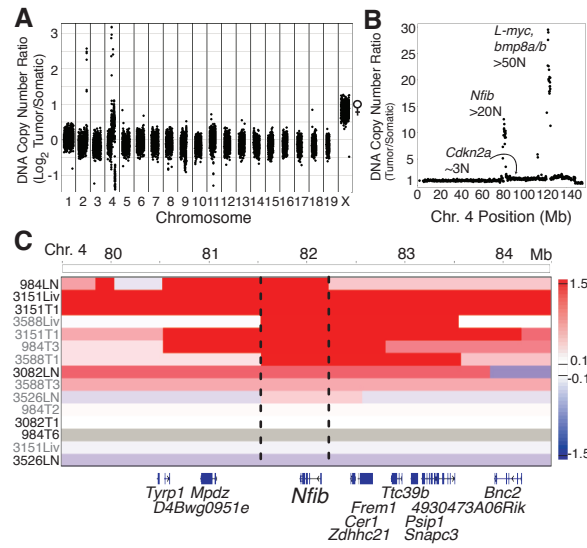 A
DNA Copy Number Ratio
(Log2 Tumor/Somatic)
3
2
1
0
-1
♀
1 2 3 4 5 6 7 8 9 10 11 12 13 14 15 16 17 18 19 X
Chromosome
B
DNA Copy Number Ratio
(Tumor/Somatic)
30
25
20
15
10
5
1
L-myc,
bmp8a/b
>50N
Nfib
>20N
Cdkn2a
~3N
0 20 40 60 80 100 120 140
Chr. 4 Position (Mb)
C
Chr. 4 80 81 82 83 84 Mb
984LN
3151Liv
3151T1
3588Liv
3151T1
984T3
3588T1
3082LN
3588T3
3526LN
984T2
3082T1
984T6
3151Liv
3526LN
1.5
0.1
-0.1
-1.5
Tyrp1 Mpdz
D4Bwg0951e
Nfib
Ttc39b Bnc2
Frem1 4930473A06Rik
Cer1 Psip1
Zdhhc21 Snapc3